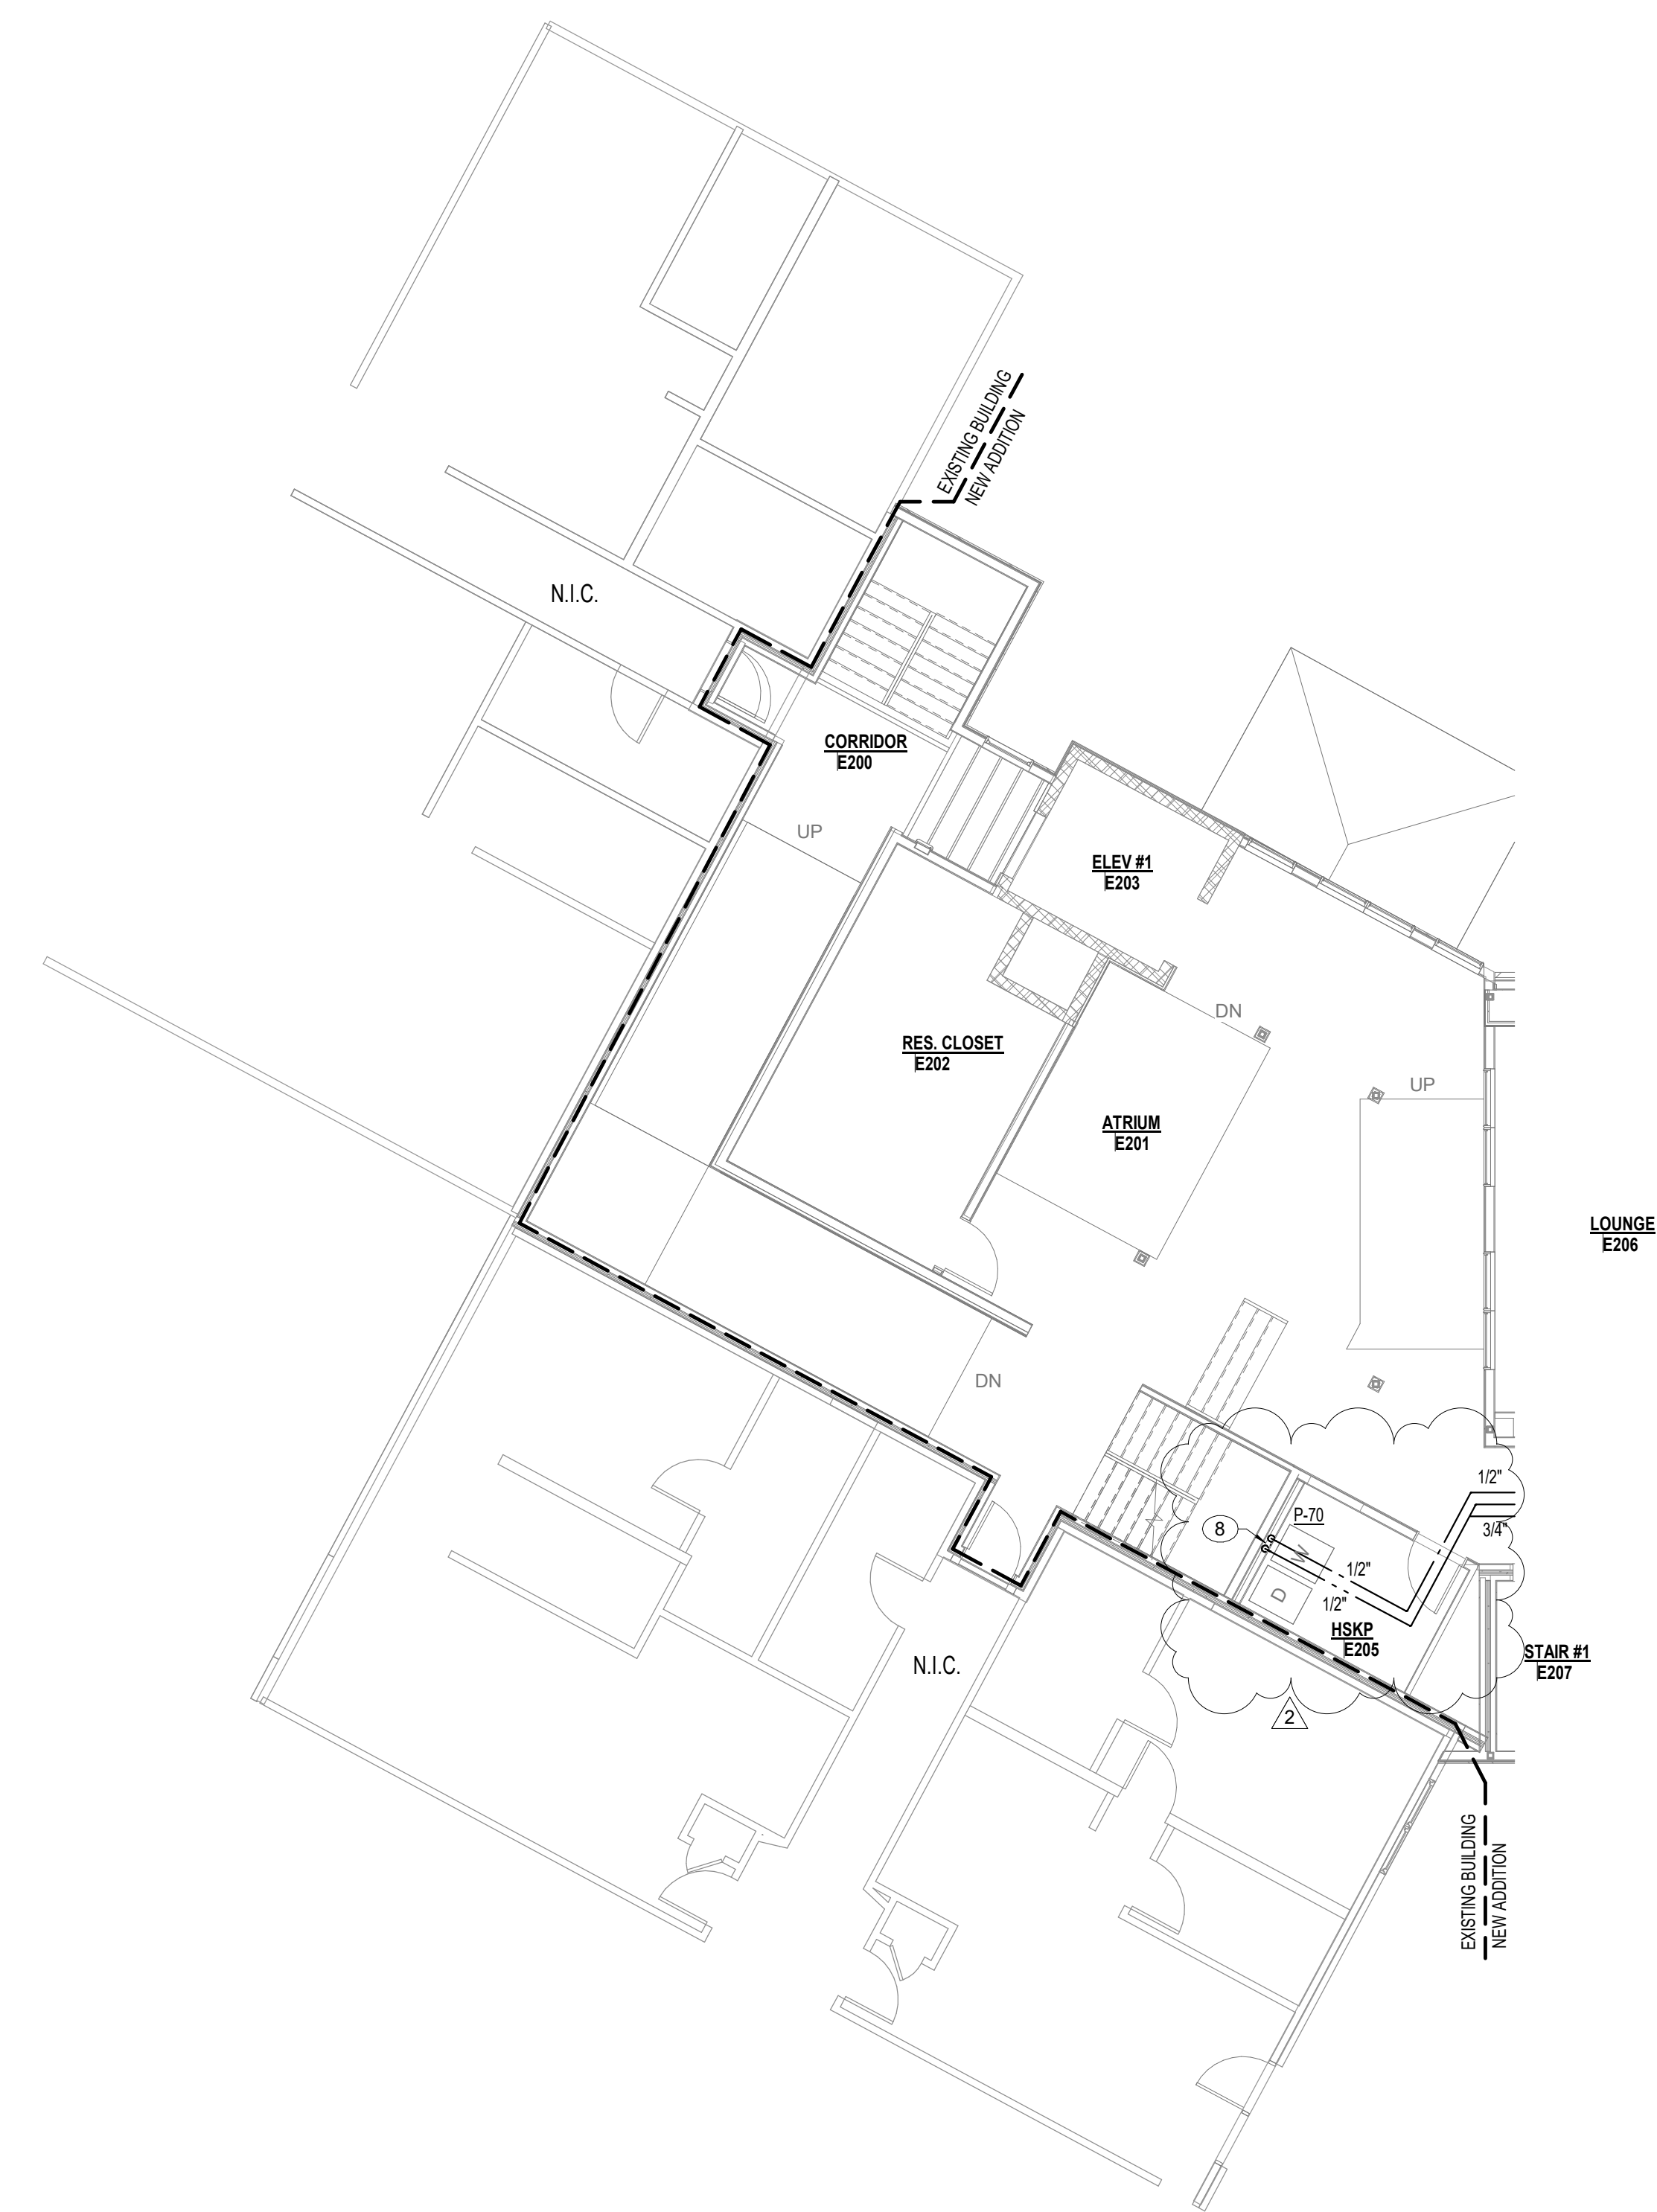 EXISTING BUILDING
NEW ADDITION
N.I.C.
CORRIDOR
E200
UP
ELEV #1
E203
DN
RES. CLOSET
E202
UP
ATRIUM
E201
LOUNGE
E206
DN
1/2"
P-70
8
3/4"
W
1/2"
D
1/2"
HSKP
E205
STAIR #1
E207
N.I.C.
2
EXISTING BUILDING
NEW ADDITION